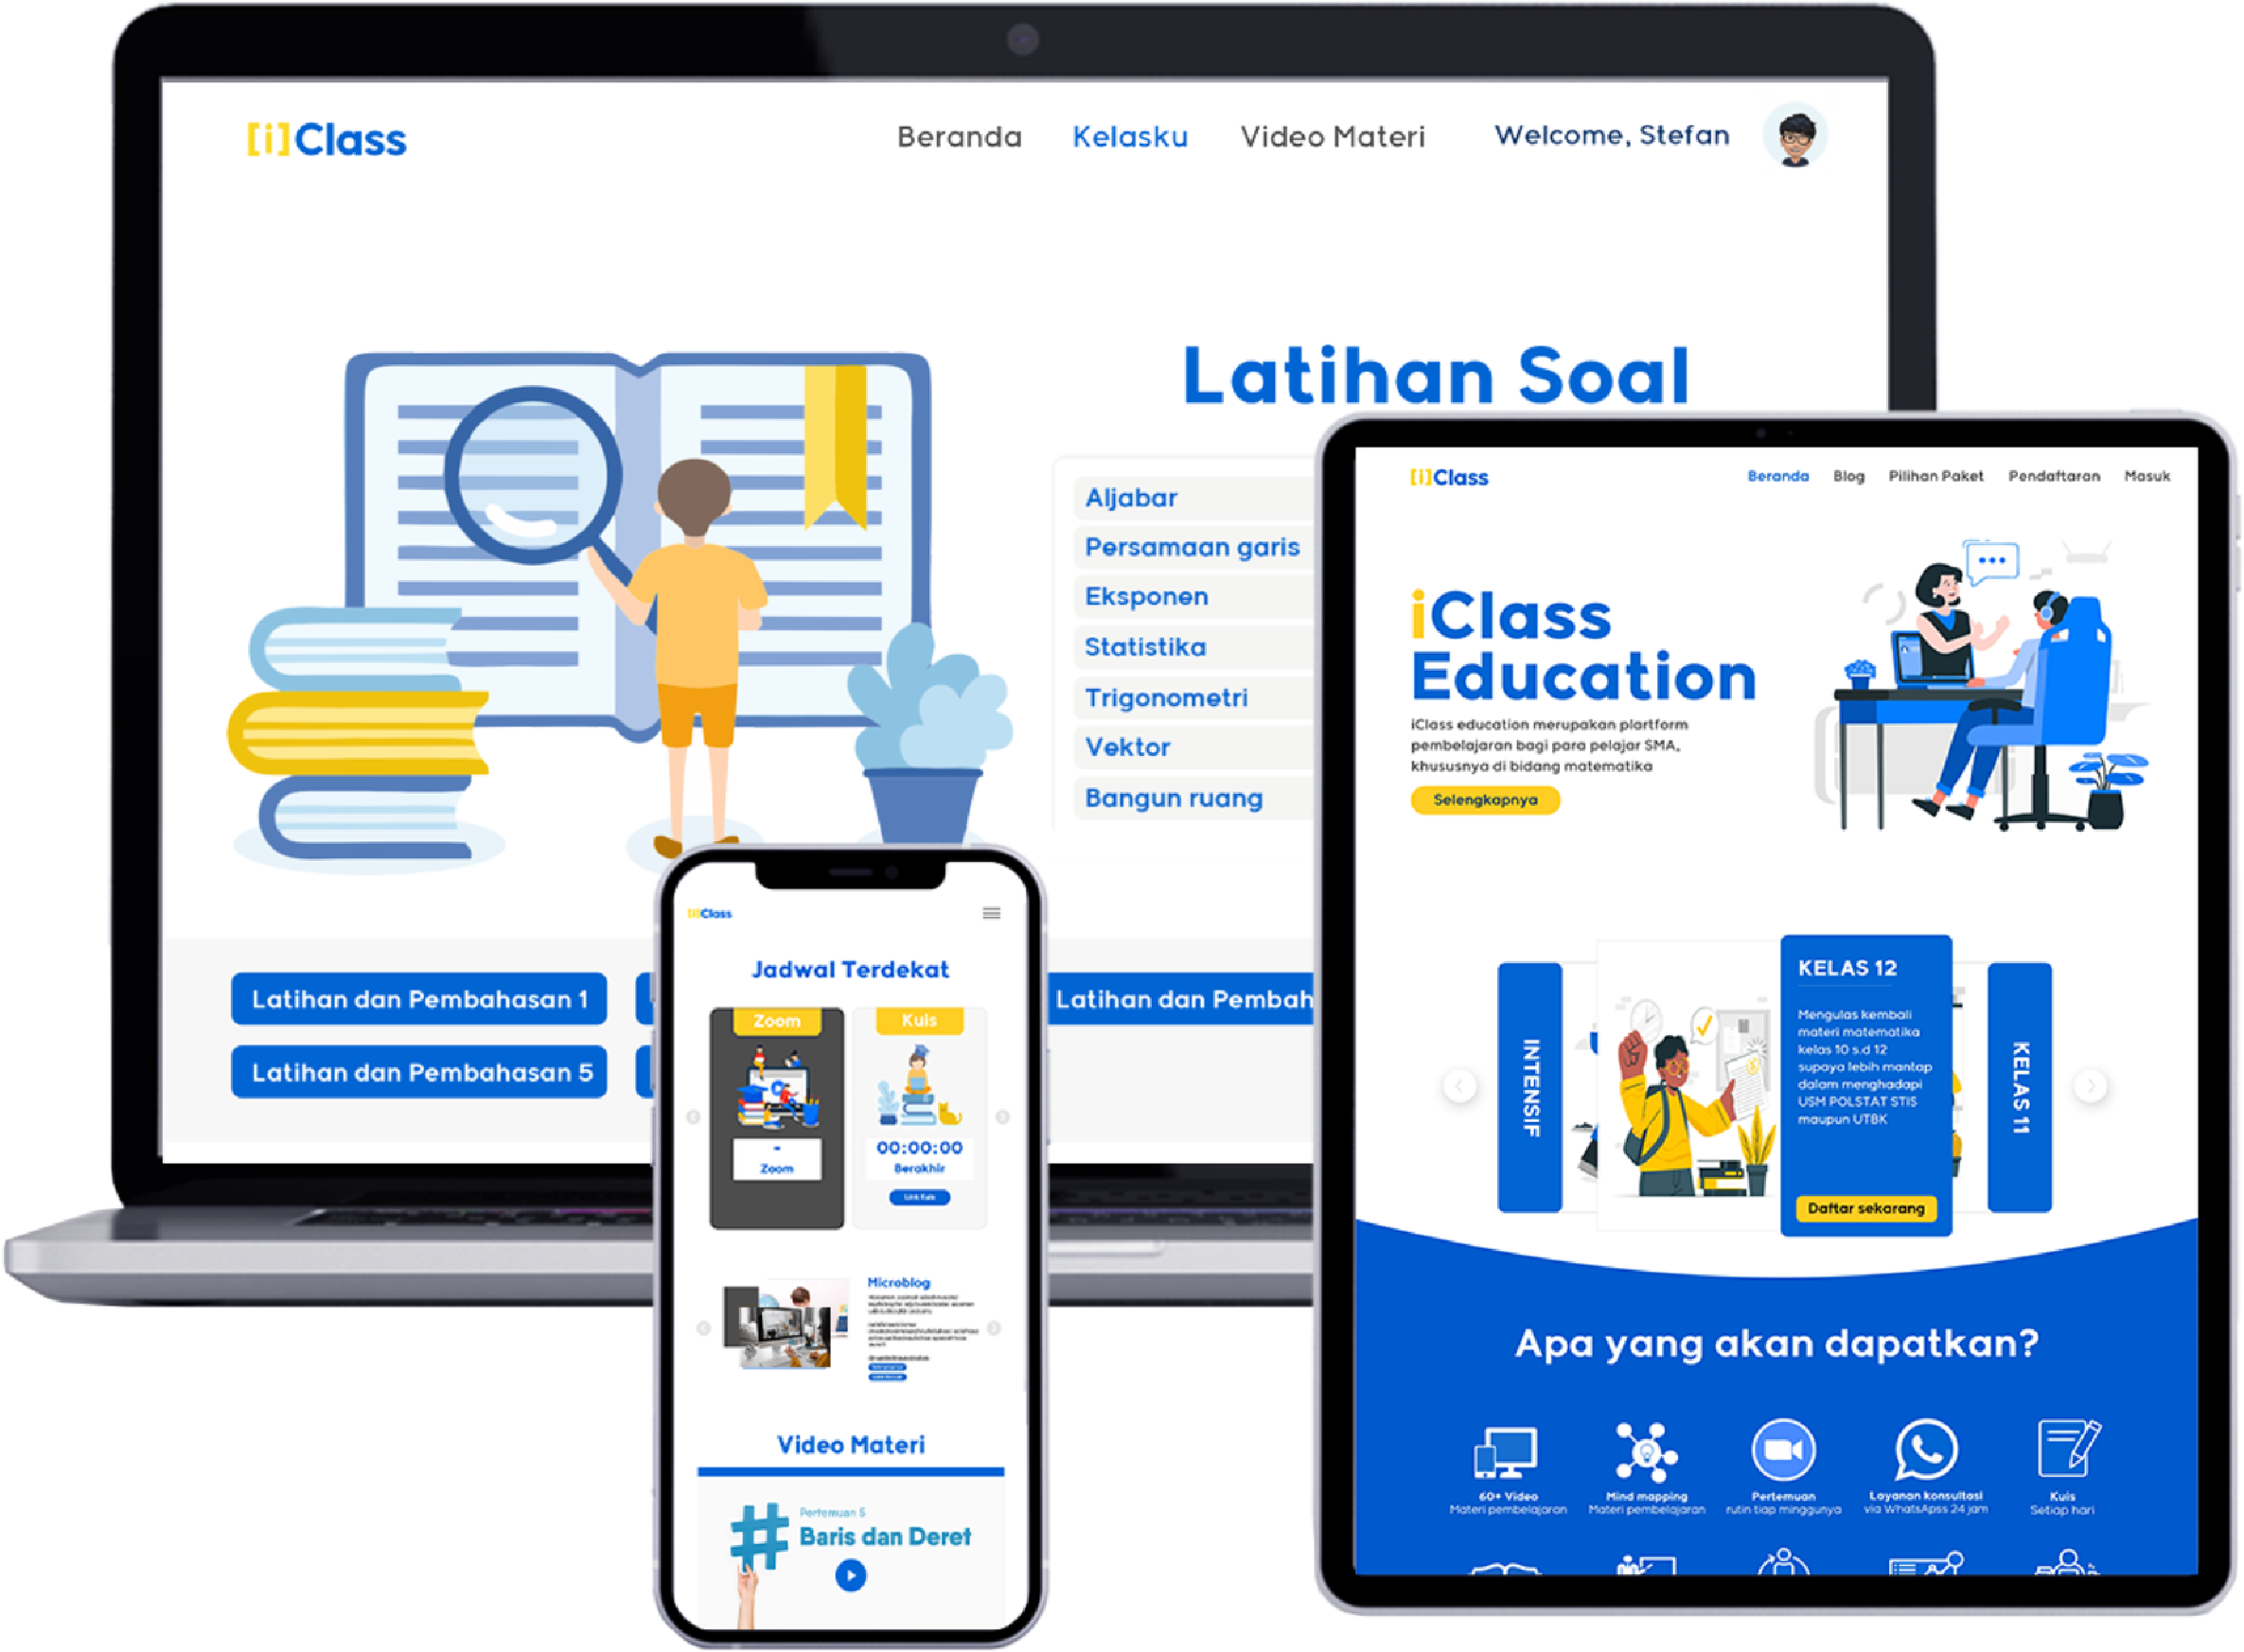 [i]Class
Beranda
Kelasku
Video Materi
Welcome, Stefan
Latihan Soal
Aljabar
Persamaan garis
Eksponen
Statistika
Trigonometri
Vektor
Bangun ruang
Latihan dan Pembahasan 1
Latihan dan Pembah
Latihan dan Pembahasan 5
[i]Class
Jadwal Terdekat
Zoom
Kuis
-
Zoom
00:00:00
Berakhir
Link Kuis
Microblog
Video Materi
Pertemuan 5
Baris dan Deret
[i]Class
Beranda
Blog
Pilihan Paket
Pendaftaran
Masuk
iClass
Education
iClass education merupakan plartform
pembelajaran bagi para pelajar SMA,
khususnya di bidang matematika
Selengkapnya
INTENSIF
KELAS 12
Mengulas kembali
materi matematika
kelas 10 s.d 12
supaya lebih mantap
dalam menghadapi
USM POLSTAT STIS
maupun UTBK
Daftar sekarang
KELAS 11
Apa yang akan dapatkan?
60+ Video
Materi pembelajaran
Mind mapping
Materi pembelajaran
Pertemuan
rutin tiap minggunya
Layanan konsultasi
via WhatsApss 24 jam
Kuis
Setiap hari